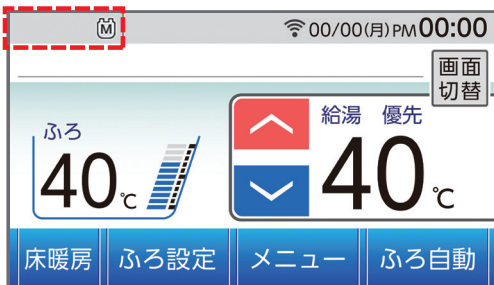 M 00/00(月)PM00:00
画面
切替
ふろ
40℃
給湯 優先
40℃
床暖房 ふろ設定 メニュー ふろ自動